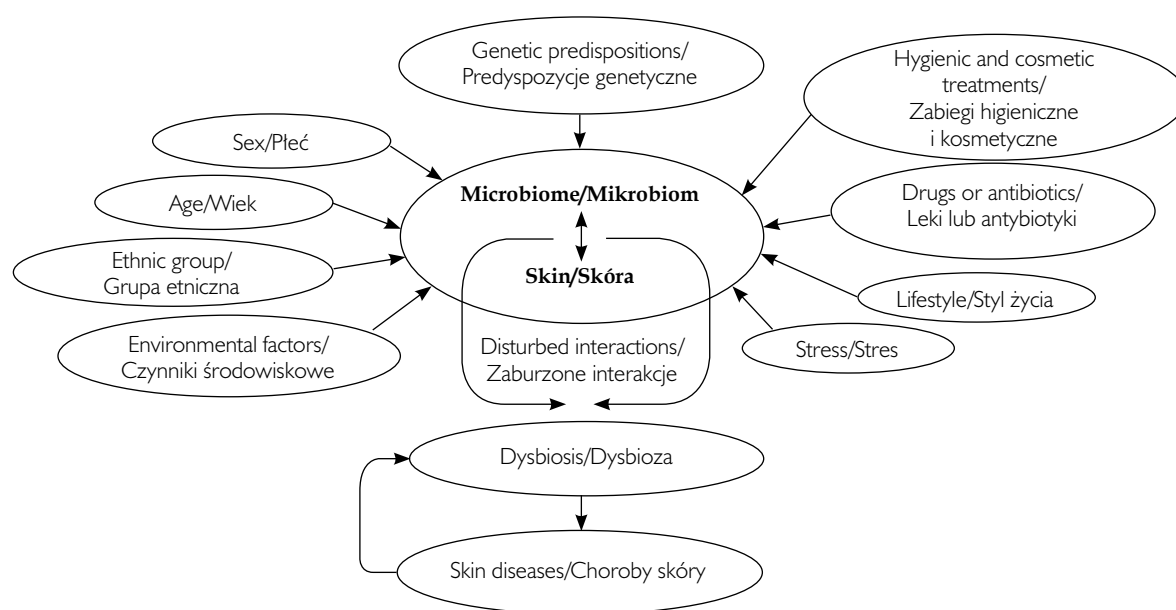 Genetic predispositions/
Predyspozycje genetyczne
Hygienic and cosmetic
treatments/
Zabiegi higieniczne
i kosmetyczne
Sex/Płeć
Microbiome/Mikrobiom
Age/Wiek
Drugs or antibiotics/
Leki lub antybiotyki
Ethnic group/
Grupa etniczna
Skin/Skóra
Lifestyle/Styl życia
Environmental factors/
Czynniki środowiskowe
Disturbed interactions/
Zaburzone interakcje
Stress/Stres
Dysbiosis/Dysbioza
Skin diseases/Choroby skóry